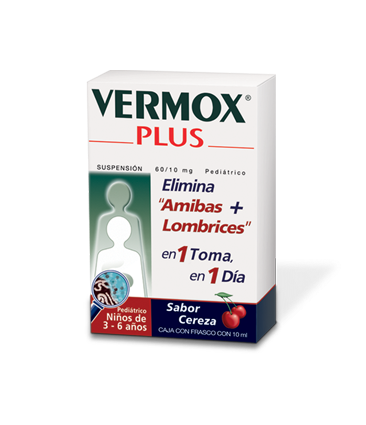 VERMOX®
PLUS
SUSPENSIÓN 60/10 mg Pediátrico
Elimina
"Amibas +
Lombrices"
en 1 Toma,
en 1 Día
Pediátrico
Niños de
3 - 6 años
Sabor
Cereza
CAJA CON FRASCO CON 10 ml